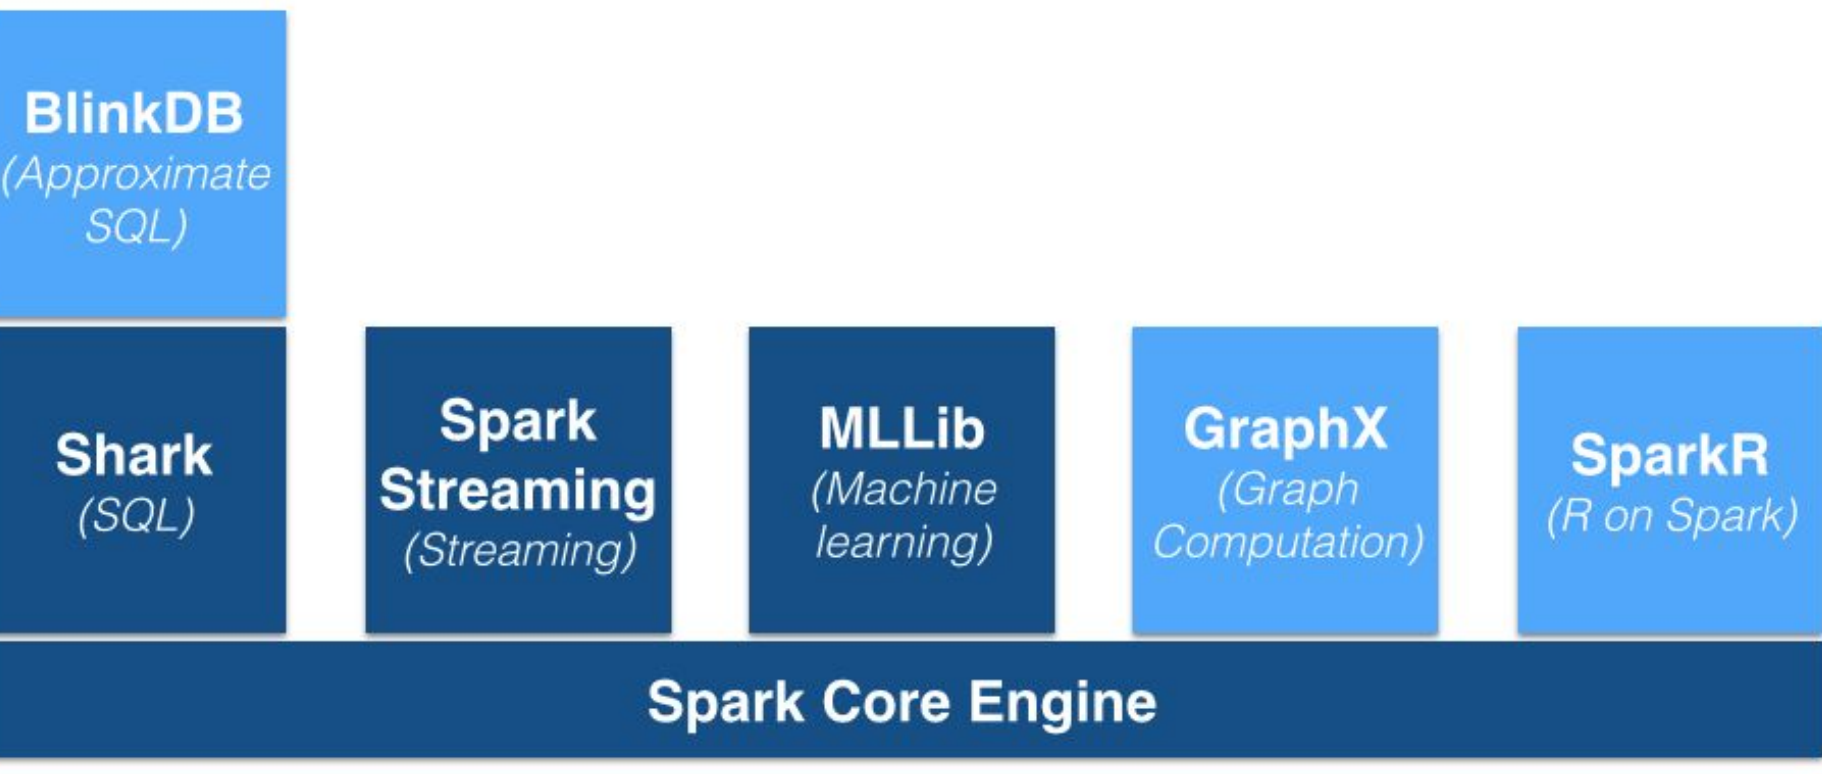 BlinkDB
(Approximate
SQL)
Shark
(SQL)
Spark
Streaming
(Streaming)
MLLib
(Machine
learning)
GraphX
(Graph
Computation)
SparkR
(R on Spark)
Spark Core Engine